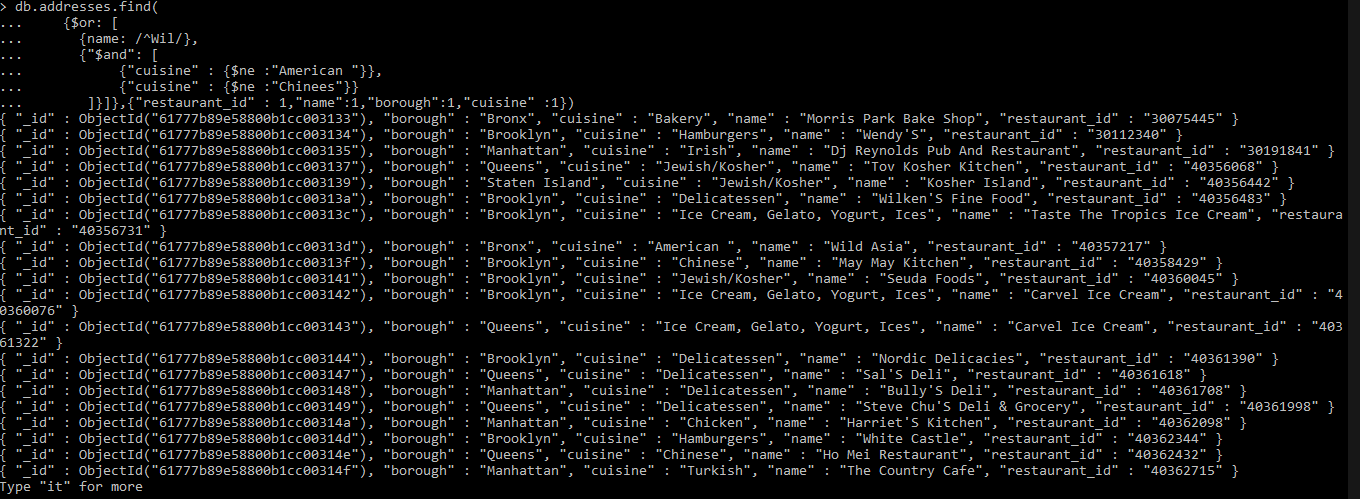 > db.addresses.find(
...     {$or: [
...       {name: /^Wil/},
...       {"$and": [
...            {"cuisine" : {$ne :"American "}},
...            {"cuisine" : {$ne :"Chinees"}}
...        ]}]},{"restaurant_id" : 1,"name":1,"borough":1,"cuisine" :1})
{ "_id" : ObjectId("61777b89e58800b1cc003133"), "borough" : "Bronx", "cuisine" : "Bakery", "name" : "Morris Park Bake Shop", "restaurant_id" : "30075445" }
{ "_id" : ObjectId("61777b89e58800b1cc003134"), "borough" : "Brooklyn", "cuisine" : "Hamburgers", "name" : "Wendy'S", "restaurant_id" : "30112340" }
{ "_id" : ObjectId("61777b89e58800b1cc003135"), "borough" : "Manhattan", "cuisine" : "Irish", "name" : "Dj Reynolds Pub And Restaurant", "restaurant_id" : "30191841" }
{ "_id" : ObjectId("61777b89e58800b1cc003137"), "borough" : "Queens", "cuisine" : "Jewish/Kosher", "name" : "Tov Kosher Kitchen", "restaurant_id" : "40356068" }
{ "_id" : ObjectId("61777b89e58800b1cc003139"), "borough" : "Staten Island", "cuisine" : "Jewish/Kosher", "name" : "Kosher Island", "restaurant_id" : "40356442" }
{ "_id" : ObjectId("61777b89e58800b1cc00313a"), "borough" : "Brooklyn", "cuisine" : "Delicatessen", "name" : "Wilken'S Fine Food", "restaurant_id" : "40356483" }
{ "_id" : ObjectId("61777b89e58800b1cc00313c"), "borough" : "Brooklyn", "cuisine" : "Ice Cream, Gelato, Yogurt, Ices", "name" : "Taste The Tropics Ice Cream", "restaura
nt_id" : "40356731" }
{ "_id" : ObjectId("61777b89e58800b1cc00313d"), "borough" : "Bronx", "cuisine" : "American ", "name" : "Wild Asia", "restaurant_id" : "40357217" }
{ "_id" : ObjectId("61777b89e58800b1cc00313f"), "borough" : "Brooklyn", "cuisine" : "Chinese", "name" : "May May Kitchen", "restaurant_id" : "40358429" }
{ "_id" : ObjectId("61777b89e58800b1cc003141"), "borough" : "Brooklyn", "cuisine" : "Jewish/Kosher", "name" : "Seuda Foods", "restaurant_id" : "40360045" }
{ "_id" : ObjectId("61777b89e58800b1cc003142"), "borough" : "Brooklyn", "cuisine" : "Ice Cream, Gelato, Yogurt, Ices", "name" : "Carvel Ice Cream", "restaurant_id" : "4
0360076" }
{ "_id" : ObjectId("61777b89e58800b1cc003143"), "borough" : "Queens", "cuisine" : "Ice Cream, Gelato, Yogurt, Ices", "name" : "Carvel Ice Cream", "restaurant_id" : "403
61322" }
{ "_id" : ObjectId("61777b89e58800b1cc003144"), "borough" : "Brooklyn", "cuisine" : "Delicatessen", "name" : "Nordic Delicacies", "restaurant_id" : "40361390" }
{ "_id" : ObjectId("61777b89e58800b1cc003147"), "borough" : "Queens", "cuisine" : "Delicatessen", "name" : "Sal'S Deli", "restaurant_id" : "40361618" }
{ "_id" : ObjectId("61777b89e58800b1cc003148"), "borough" : "Manhattan", "cuisine" : "Delicatessen", "name" : "Bully'S Deli", "restaurant_id" : "40361708" }
{ "_id" : ObjectId("61777b89e58800b1cc003149"), "borough" : "Queens", "cuisine" : "Delicatessen", "name" : "Steve Chu'S Deli & Grocery", "restaurant_id" : "40361998" }
{ "_id" : ObjectId("61777b89e58800b1cc00314a"), "borough" : "Manhattan", "cuisine" : "Chicken", "name" : "Harriet'S Kitchen", "restaurant_id" : "40362098" }
{ "_id" : ObjectId("61777b89e58800b1cc00314d"), "borough" : "Brooklyn", "cuisine" : "Hamburgers", "name" : "White Castle", "restaurant_id" : "40362344" }
{ "_id" : ObjectId("61777b89e58800b1cc00314e"), "borough" : "Queens", "cuisine" : "Chinese", "name" : "Ho Mei Restaurant", "restaurant_id" : "40362432" }
{ "_id" : ObjectId("61777b89e58800b1cc00314f"), "borough" : "Manhattan", "cuisine" : "Turkish", "name" : "The Country Cafe", "restaurant_id" : "40362715" }
Type "it" for more